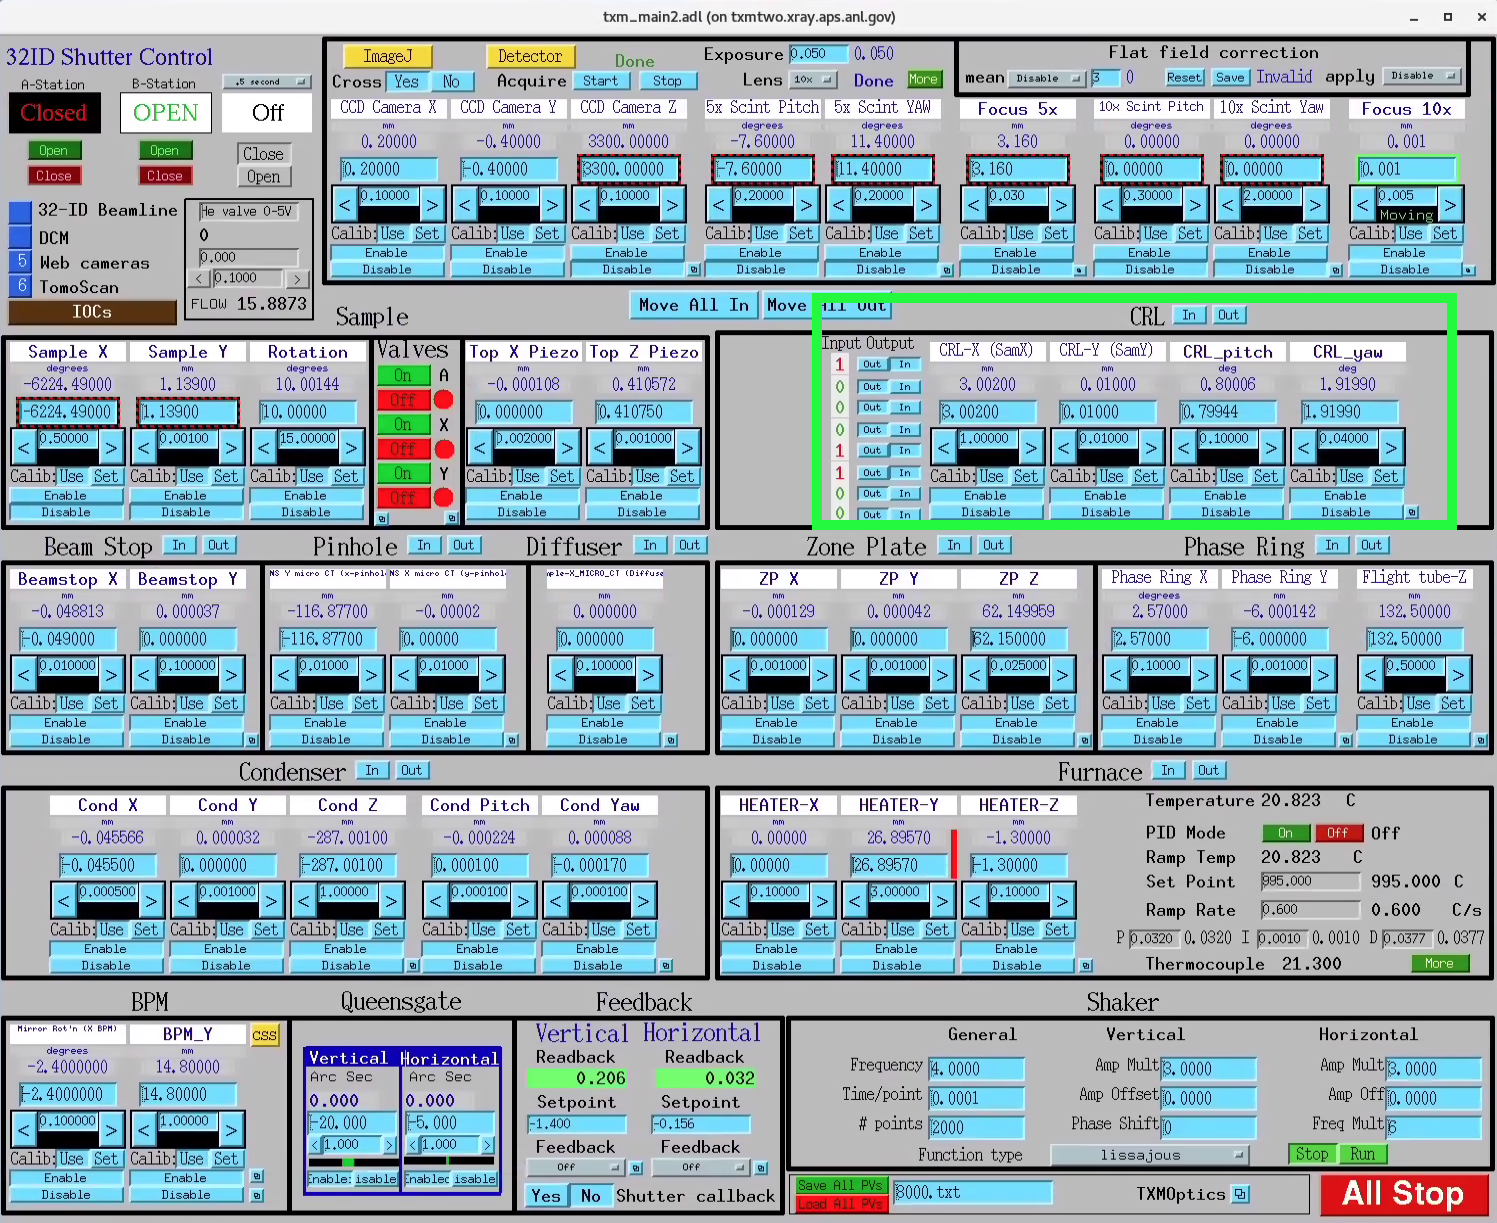 txm_main2.adl (on txmtwo.xray.aps.anl.gov)
32ID Shutter Control
A-Station B-Station .5 second
Closed OPEN Off
Open Open Close
Close Close Open
32-ID Beamline
DCM
5 Web cameras
6 TomoScan
IOCs
He valve 0-5V
0
0.000
< 0.1000 >
FLOW 15.8873
ImageJ Detector Done Exposure 0.050 0.050
Cross Yes No Acquire Start Stop Lens 10x Done More
Flat field correction
mean Disable 3 0 Reset Save Invalid apply Disable
CCD Camera X CCD Camera Y CCD Camera Z 5x Scint Pitch 5x Scint YAW Focus 5x 10x Scint Pitch 10x Scint Yaw Focus 10x
mm mm mm degrees degrees mm degrees degrees mm
0.20000 -0.40000 3300.00000 -7.60000 11.40000 3.160 0.00000 0.00000 0.001
0.20000 -0.40000 3300.00000 -7.60000 11.40000 3.160 0.00000 0.00000 0.001
< 0.10000 > < 0.10000 > < 0.10000 > < 0.20000 > < 0.20000 > < 0.030 > < 0.30000 > < 2.00000 > < 0.005 >
Moving
Calib: Use Set Calib: Use Set Calib: Use Set Calib: Use Set Calib: Use Set Calib: Use Set Calib: Use Set Calib: Use Set Calib: Use Set
Enable Enable Enable Enable Enable Enable Enable Enable Enable
Disable Disable Disable Disable Disable Disable Disable Disable Disable
Sample Move All In Move All Out CRL In Out
Sample X Sample Y Rotation
degrees mm degrees
-6224.49000 1.13900 10.00144
-6224.49000 1.13900 10.00000
< 0.50000 > < 0.00100 > < 15.00000 >
Calib: Use Set Calib: Use Set Calib: Use Set
Enable Enable Enable
Disable Disable Disable
Valves
On A
Off
On X
Off
On Y
Off
Top X Piezo Top Z Piezo
mm mm
-0.000108 0.410572
0.000000 0.410750
< 0.002000 > < 0.001000 >
Calib: Use Set Calib: Use Set
Enable Enable
Disable Disable
Input Output
1 Out In
0 Out In
0 Out In
0 Out In
1 Out In
1 Out In
0 Out In
0 Out In
CRL-X (SamX) CRL-Y (SamY) CRL_pitch CRL_yaw
mm mm deg mm
3.00200 0.01000 0.80006 1.91990
3.00200 0.01000 0.79944 1.91990
< 1.00000 > < 0.01000 > < 0.10000 > < 0.04000 >
Calib: Use Set Calib: Use Set Calib: Use Set Calib: Use Set
Enable Enable Enable Enable
Disable Disable Disable Disable
Beam Stop In Out Pinhole In Out Diffuser In Out Zone Plate In Out Phase Ring In Out
Beamstop X Beamstop Y
mm mm
-0.048813 0.000037
-0.049000 0.000000
< 0.010000 > < 0.100000 >
Calib: Use Set Calib: Use Set
Enable Enable
Disable Disable
NS Y micro CT (x-pinhol NS X micro CT (y-pinhol
mm mm
-116.87700 -0.00002
-116.87700 0.00000
< 0.01000 > < 0.01000 >
Calib: Use Set Calib: Use Set
Enable Enable
Disable Disable
ple-X_MICRO_CT (Diffuse
mm
0.000000
0.000000
< 0.100000 >
Calib: Use Set
Enable
Disable
ZP X ZP Y ZP Z
mm mm mm
-0.000129 0.000042 62.149959
0.000000 0.000000 62.150000
< 0.001000 > < 0.001000 > < 0.025000 >
Calib: Use Set Calib: Use Set Calib: Use Set
Enable Enable Enable
Disable Disable Disable
Phase Ring X Phase Ring Y Flight tube-Z
degrees mm mm
2.57000 -6.000142 132.50000
2.57000 -6.000000 132.50000
< 0.10000 > < 0.001000 > < 0.50000 >
Calib: Use Set Calib: Use Set Calib: Use Set
Enable Enable Enable
Disable Disable Disable
Condenser In Out Furnace In Out
Cond X Cond Y Cond Z Cond Pitch Cond Yaw
mm mm mm mm mm
-0.045566 0.000032 -287.00100 -0.000224 0.000088
-0.045500 0.000000 -287.00100 0.000100 -0.000170
< 0.000500 > < 0.001000 > < 1.00000 > < 0.000100 > < 0.000100 >
Calib: Use Set Calib: Use Set Calib: Use Set Calib: Use Set Calib: Use Set
Enable Enable Enable Enable Enable
Disable Disable Disable Disable Disable
HEATER-X HEATER-Y HEATER-Z
mm mm mm
0.00000 26.89570 -1.30000
0.00000 26.89570 -1.30000
< 0.10000 > < 3.00000 > < 0.10000 >
Calib: Use Set Calib: Use Set Calib: Use Set
Enable Enable Enable
Disable Disable Disable
Temperature 20.823 C
PID Mode On Off Off
Ramp Temp 20.823 C
Set Point 995.000 995.000 C
Ramp Rate 0.600 0.600 C/s
P 0.0320 0.0320 I 0.0010 0.0010 D 0.0377 0.0377
Thermocouple 21.300 More
BPM Queensgate Feedback Shaker
Mirror Rot'n (X BPM) BPM_Y CSS
degrees mm
-2.4000000 14.80000
-2.4000000 14.80000
< 0.100000 > < 1.00000 >
Calib: Use Set Calib: Use Set
Enable Enable
Disable Disable
Vertical Horizontal
Arc Sec Arc Sec
0.000 0.000
-20.000 -5.000
< 1.000 > < 1.000 >
Enable: isable Enablec isable
Vertical Horizontal
Readback Readback
0.206 0.032
Setpoint Setpoint
-1.400 -0.156
Feedback Feedback
Off Off
Yes No Shutter callback
General Vertical Horizontal
Frequency 4.0000 Amp Mult 3.0000 Amp Mult 3.0000
Time/point 0.0001 Amp Offset 0.0000 Amp Off 0.0000
# points 2000 Phase Shift 0 Freq Mult 6
Function type lissajous Stop Run
Save All PVs
Load All PVs
8000.txt TXMOptics All Stop